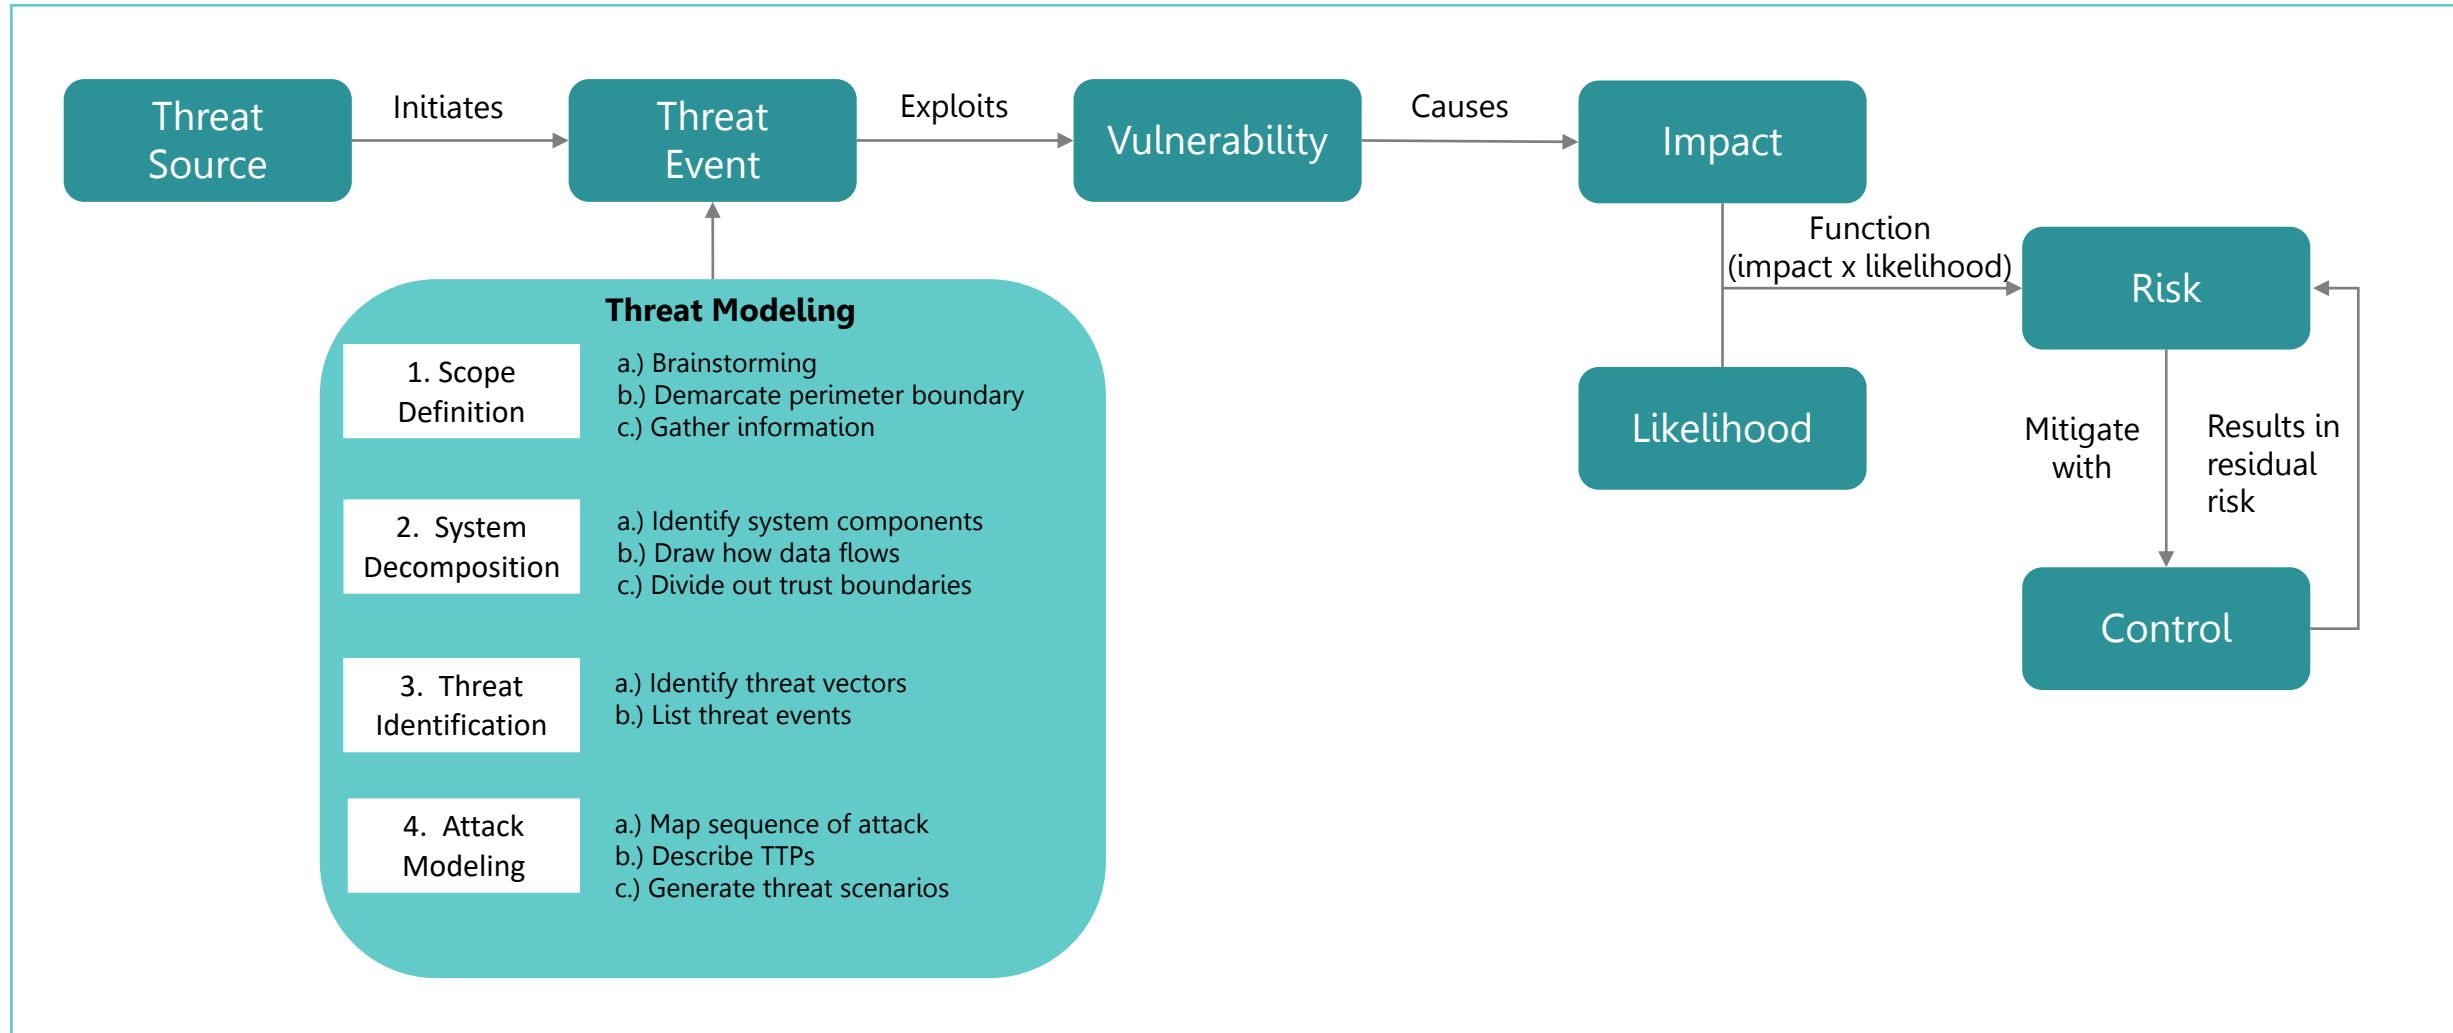 Threat
Source
Initiates
Threat
Event
Exploits
Vulnerability
Causes
Impact
Function
(impact x likelihood)
Risk
Likelihood
Mitigate
with
Results in
residual
risk
Control
Threat Modeling
1. Scope
Definition
a.) Brainstorming
b.) Demarcate perimeter boundary
c.) Gather information
2. System
Decomposition
a.) Identify system components
b.) Draw how data flows
c.) Divide out trust boundaries
3. Threat
Identification
a.) Identify threat vectors
b.) List threat events
4. Attack
Modeling
a.) Map sequence of attack
b.) Describe TTPs
c.) Generate threat scenarios